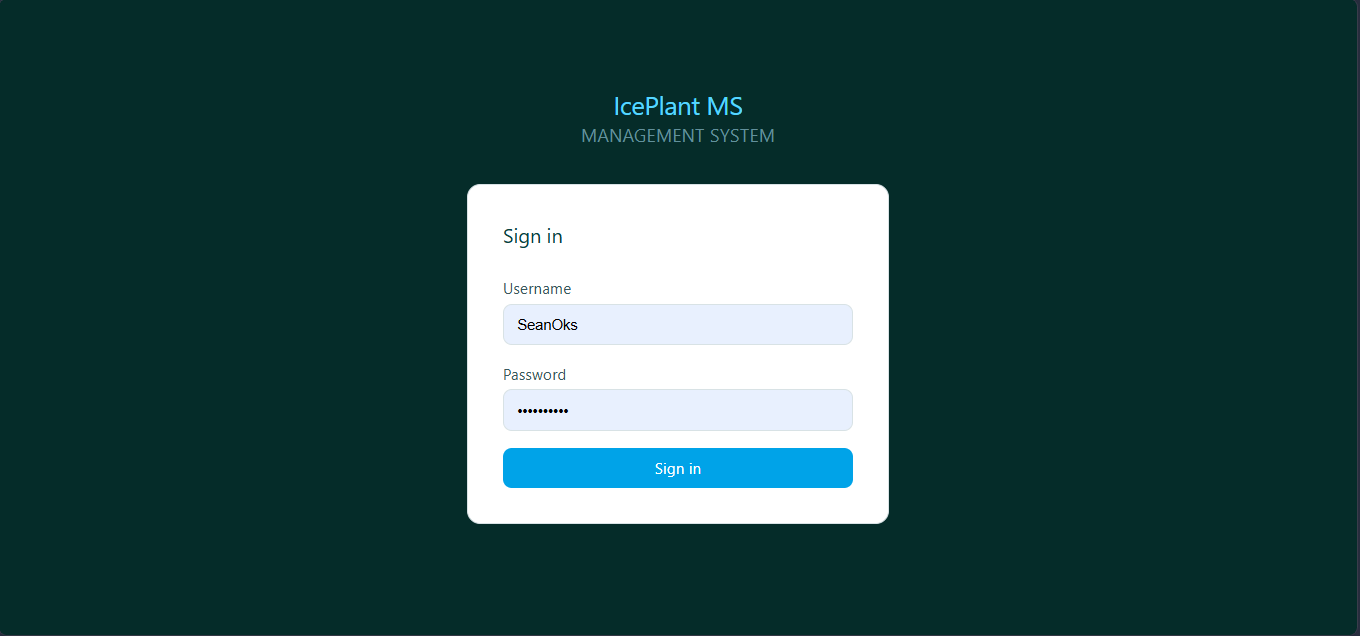 IcePlant MS
MANAGEMENT SYSTEM
Sign in
Username
SeanOks
Password
••••••••••
Sign in